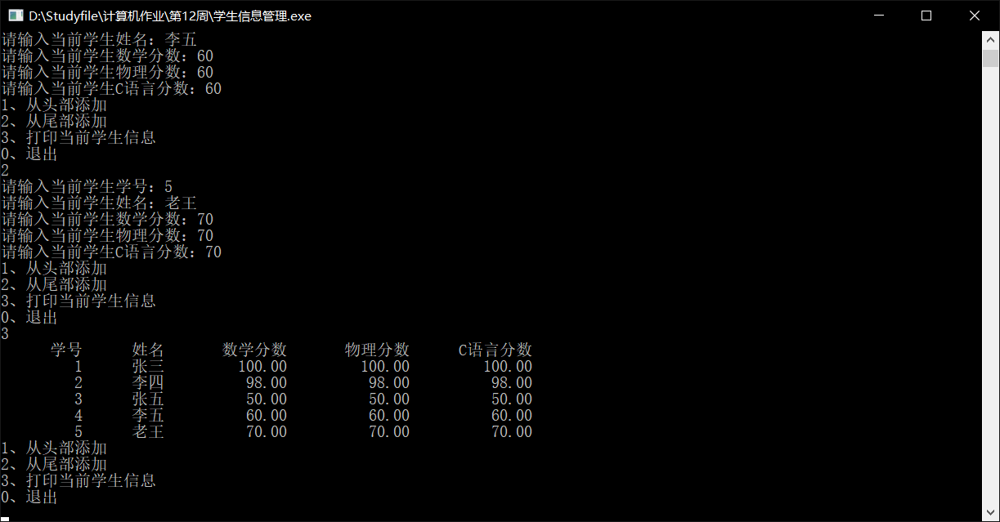 D:\Studyfile\计算机作业\第12周\学生信息管理.exe
请输入当前学生姓名：李五
请输入当前学生数学分数：60
请输入当前学生物理分数：60
请输入当前学生C语言分数：60
1、从头部添加
2、从尾部添加
3、打印当前学生信息
0、退出
2
请输入当前学生学号：5
请输入当前学生姓名：老王
请输入当前学生数学分数：70
请输入当前学生物理分数：70
请输入当前学生C语言分数：70
1、从头部添加
2、从尾部添加
3、打印当前学生信息
0、退出
3
学号 姓名 数学分数 物理分数 C语言分数
1 张三 100.00 100.00 100.00
2 李四 98.00 98.00 98.00
3 张五 50.00 50.00 50.00
4 李五 60.00 60.00 60.00
5 老王 70.00 70.00 70.00
1、从头部添加
2、从尾部添加
3、打印当前学生信息
0、退出